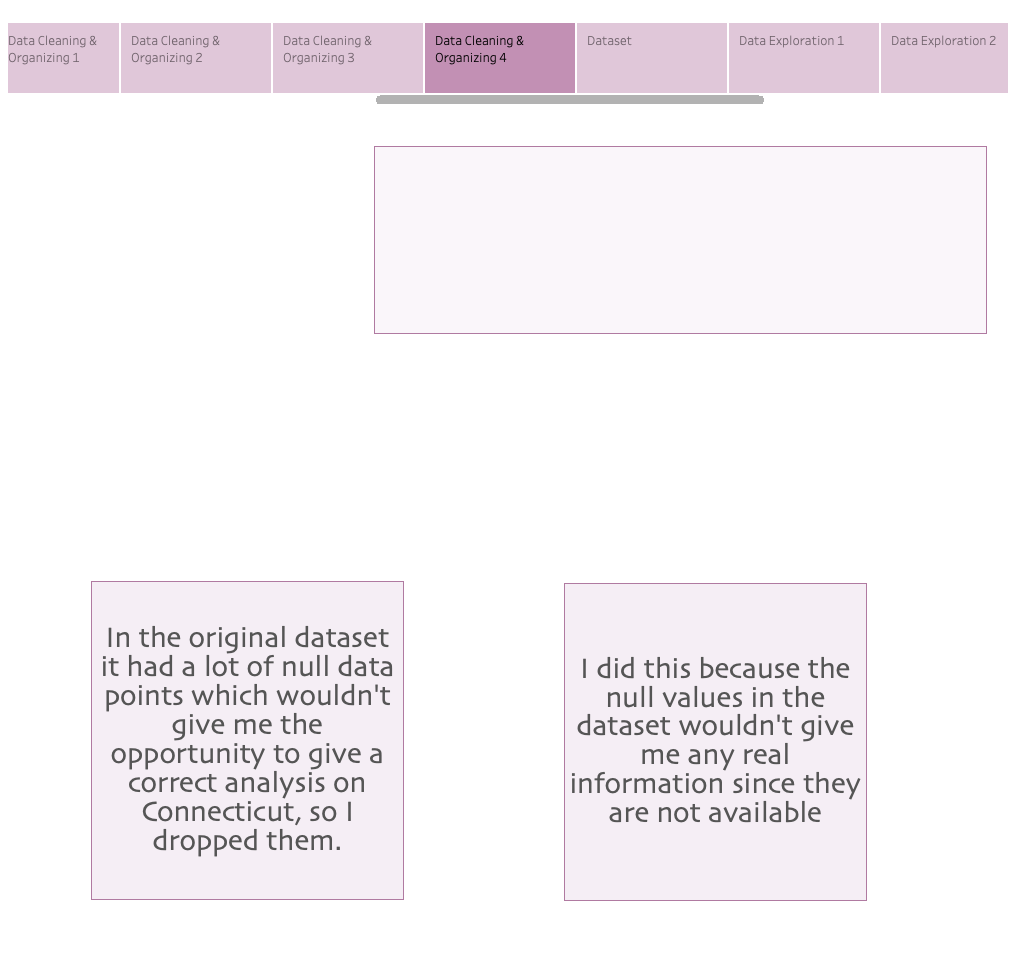 Data Cleaning &
Organizing 1
Data Cleaning &
Organizing 2
Data Cleaning &
Organizing 3
Data Cleaning &
Organizing 4
Dataset
Data Exploration 1
Data Exploration 2
In the original dataset
it had a lot of null data
points which wouldn't
give me the
opportunity to give a
correct analysis on
Connecticut, so I
dropped them.
I did this because the
null values in the
dataset wouldn't give
me any real
information since they
are not available